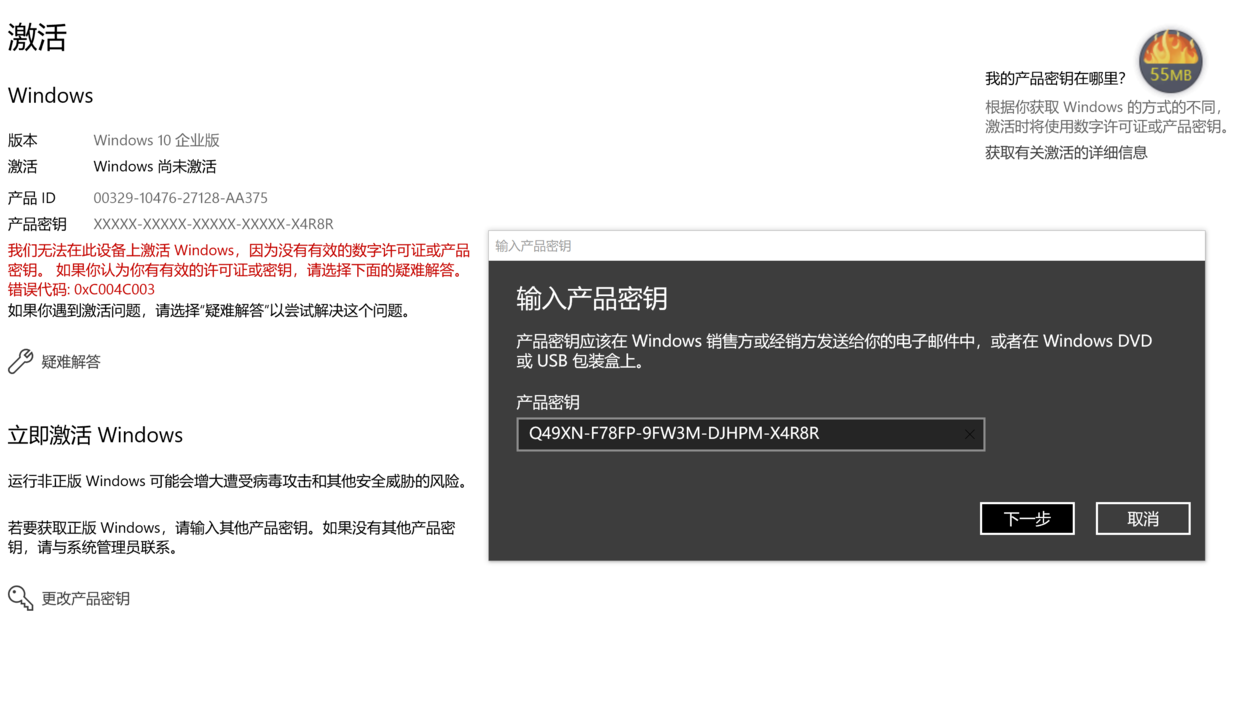 激活
Windows
版本 Windows 10 企业版
激活 Windows 尚未激活
产品 ID 00329-10476-27128-AA375
产品密钥 XXXXX-XXXXX-XXXXX-XXXXX-X4R8R
我们无法在此设备上激活 Windows，因为没有有效的数字许可证或产品
密钥。 如果你认为你有有效的许可证或密钥，请选择下面的疑难解答。
错误代码: 0xC004C003
如果你遇到激活问题，请选择“疑难解答”以尝试解决这个问题。
疑难解答
立即激活 Windows
运行非正版 Windows 可能会增大遭受病毒攻击和其他安全威胁的风险。
若要获取正版 Windows，请输入其他产品密钥。如果没有其他产品密
钥，请与系统管理员联系。
更改产品密钥
我的产品密钥在哪里?
根据你获取 Windows 的方式的不同，
激活时将使用数字许可证或产品密钥。
获取有关激活的详细信息
55MB
输入产品密钥
输入产品密钥
产品密钥应该在 Windows 销售方或经销方发送给你的电子邮件中，或者在 Windows DVD
或 USB 包装盒上。
产品密钥
Q49XN-F78FP-9FW3M-DJHPM-X4R8R
下一步
取消